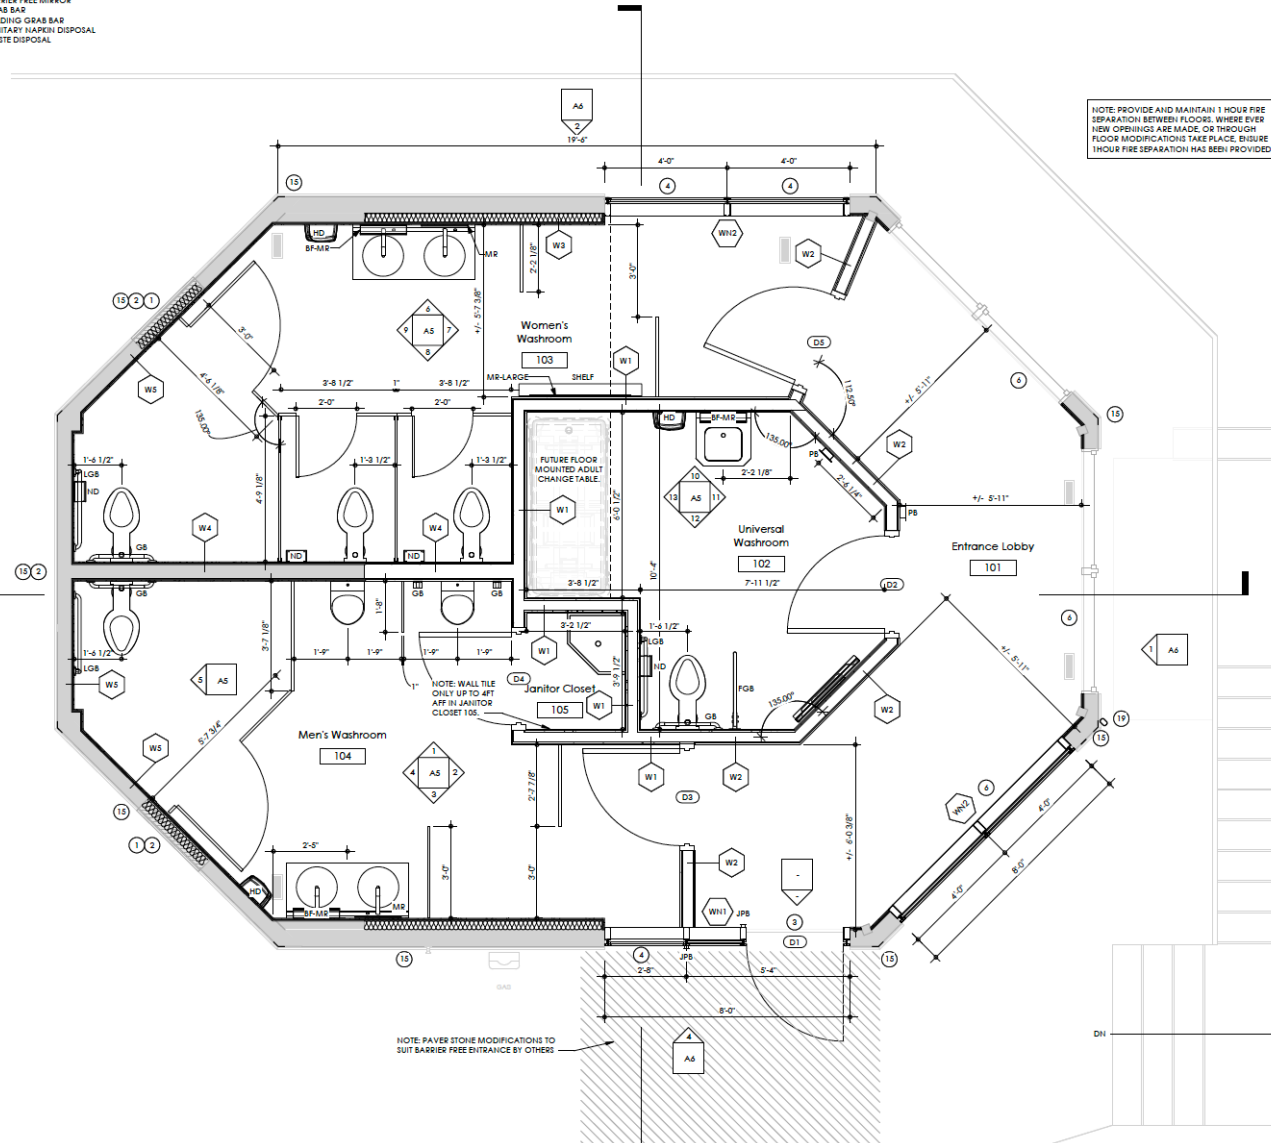 AB BAR
DING GRAB BAR
ITARY NAPKIN DISPOSAL
STE DISPOSAL
NOTE: PROVIDE AND MAINTAIN 1 HOUR FIRE
SEPARATION BETWEEN FLOORS. WHERE EVER
NEW OPENINGS ARE MADE, OR THROUGH
FLOOR MODIFICATIONS TAKE PLACE, ENSURE
1HOUR FIRE SEPARATION HAS BEEN PROVIDED
A6
2
19'-6"
4'-0"
4'-0"
15
4
4
HD
BF-MR
MR
W3
2'-2 1/8"
WN2
W2
3'-0"
15
2
1
3'-0"
+/- 5'-7 3/8"
6
9
A5
7
8
Women's
Washroom
103
W1
D5
112.50°
+/- 5'-11"
6
W5
4'-6 1/8"
135.00°
3'-8 1/2"
1"
3'-8 1/2"
MR-LARGE
SHELF
2'-0"
2'-0"
HD
BF-MR
135.00°
PB
W2
15
1'-6 1/2"
LGB
ND
4'-9 1/8"
1'-3 1/2"
1'-3 1/2"
FUTURE FLOOR
MOUNTED ADULT
CHANGE TABLE.
W1
6'-0 1/2"
2'-2 1/8"
10
13
A5
11
12
2'-6 1/4"
+/- 5'-11"
PB
W4
W4
GB
ND
ND
Universal
Washroom
102
Entrance Lobby
101
15
2
GB
GB
GB
1'-8"
3'-8 1/2"
10'-4"
7'-11 1/2"
D2
6
1'-6 1/2"
LGB
3'-7 1/8"
1'-9"
1'-9"
1'-9"
1'-9"
1"
3'-2 1/2"
W1
1'-6 1/2"
LGB
ND
3'-9 1/2"
1
A6
W5
5
A5
D4
NOTE: WALL TILE
ONLY UP TO 4FT
AFF IN JANITOR
CLOSET 105.
Janitor Closet
105
W1
FGB
GB
135.00°
W2
+/- 5'-11"
19
15
5'-7 3/4"
Men's Washroom
104
W5
1
4
A5
2
3
2'-7 7/8"
W1
W2
D3
WN2
6
4'-0"
8'-0"
4'-0"
15
1
2
2'-5"
3'-0"
3'-0"
+/- 6'-0 3/8"
W2
-
-
HD
BF-MR
MR
WN1
JPB
3
D1
15
4
JPB
15
GAS
2'-8"
5'-4"
8'-0"
NOTE: PAVER STONE MODIFICATIONS TO
SUIT BARRIER FREE ENTRANCE BY OTHERS
4
A6
DN